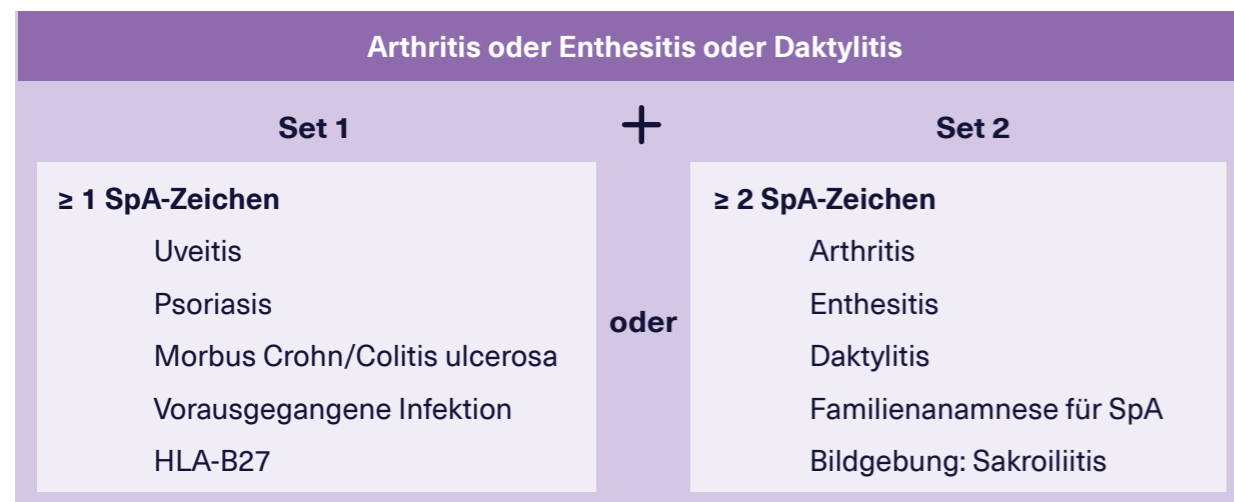 Arthritis oder Enthesitis oder Daktylitis
Set 1 + Set 2
≥ 1 SpA-Zeichen
Uveitis
Psoriasis
Morbus Crohn/Colitis ulcerosa
Vorausgegangene Infektion
HLA-B27
oder
≥ 2 SpA-Zeichen
Arthritis
Enthesitis
Daktylitis
Familienanamnese für SpA
Bildgebung: Sakroiliitis